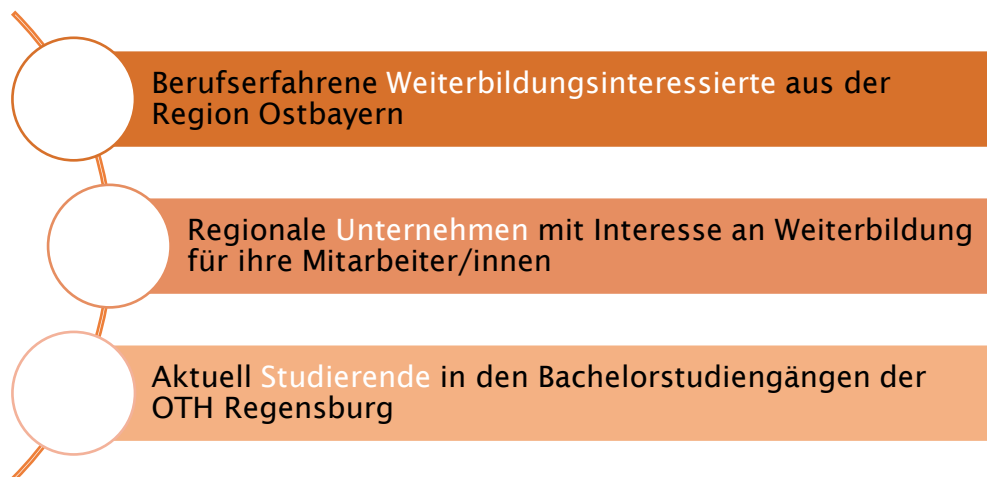 Berufserfahrene Weiterbildungsinteressierte aus der
Region Ostbayern
Regionale Unternehmen mit Interesse an Weiterbildung
für ihre Mitarbeiter/innen
Aktuell Studierende in den Bachelorstudiengängen der
OTH Regensburg